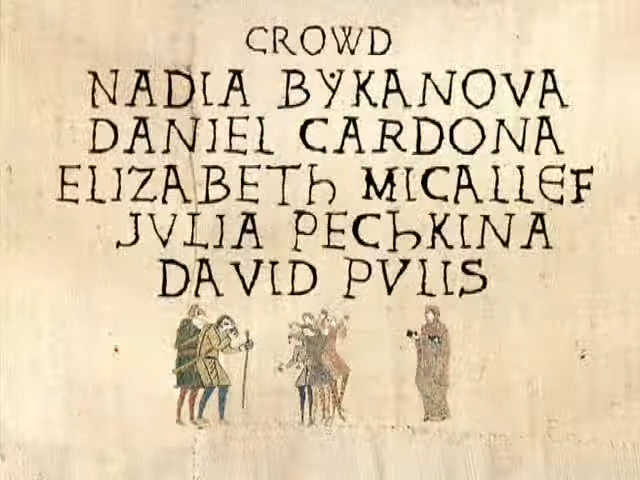 CROWD
NADIA BYKANOVA
DANIEL CARDONA
ELIZABETh MICALLEF
JVLIA PEChKINA
DAVID PVLIS